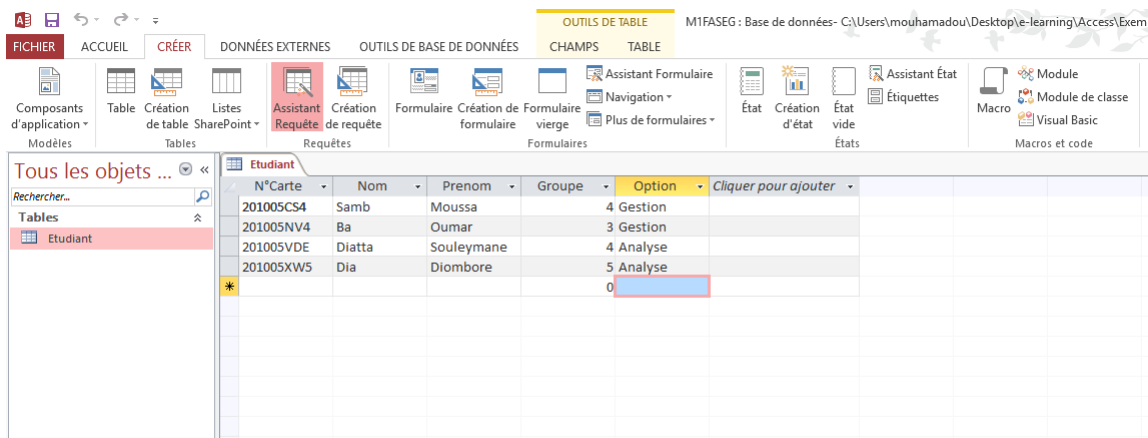 OUTILS DE TABLE M1FASEG : Base de données- C:\Users\mouhamadou\Desktop\e-learning\Access\Exem
FICHIER ACCUEIL CRÉER DONNÉES EXTERNES OUTILS DE BASE DE DONNÉES CHAMPS TABLE
Composants d'application
Table
Création de table
Listes SharePoint
Assistant Requête
Création de requête
Formulaire
Création de formulaire
Formulaire vierge
Assistant Formulaire
Navigation
Plus de formulaires
État
Création d'état
État vide
Assistant État
Étiquettes
Macro
Module
Module de classe
Visual Basic
Modèles Tables Requêtes Formulaires États Macros et code
Tous les objets ... «
Rechercher...
Tables
Etudiant
Etudiant
N°Carte Nom Prenom Groupe Option Cliquer pour ajouter
201005CS4 Samb Moussa 4 Gestion
201005NV4 Ba Oumar 3 Gestion
201005VDE Diatta Souleymane 4 Analyse
201005XW5 Dia Diombore 5 Analyse
* 0